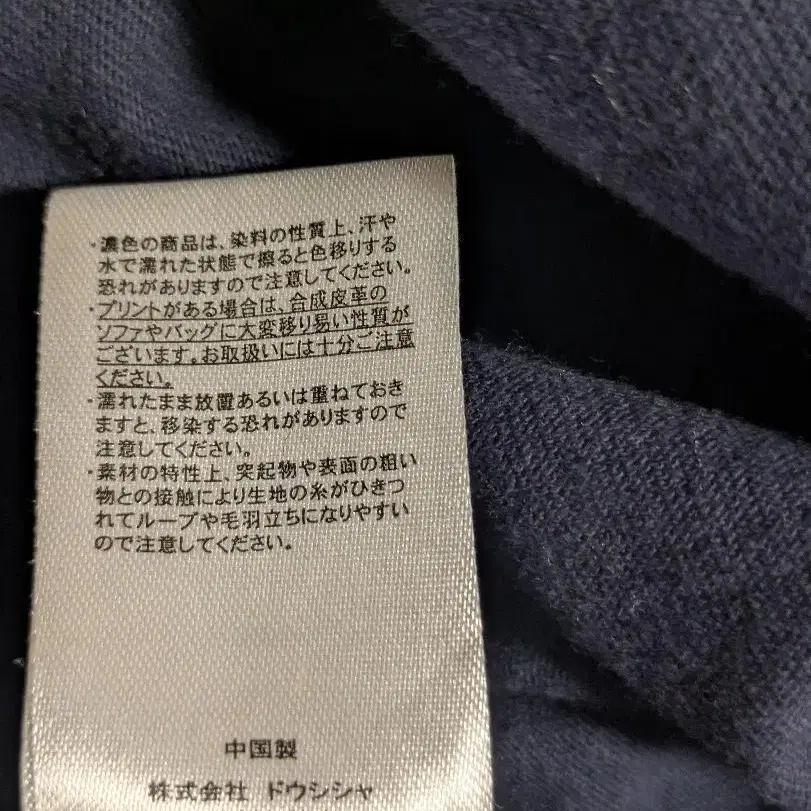 ・濃色の商品は、染料の性質上、汗や
水で濡れた状態で擦ると色移りする
恐れがありますので注意してください。
・プリントがある場合は、合成皮革の
ソファやバッグに大変移り易い性質が
ございます。お取扱いには十分ご注意
ください。
・濡れたまま放置あるいは重ねておき
ますと、移染する恐れがありますので
注意してください。
・素材の特性上、突起物や表面の粗い
物との接触により生地の糸がひきつ
れてループや毛羽立ちになりやすい
ので注意してください。
中国製
株式会社 ドウシシャ